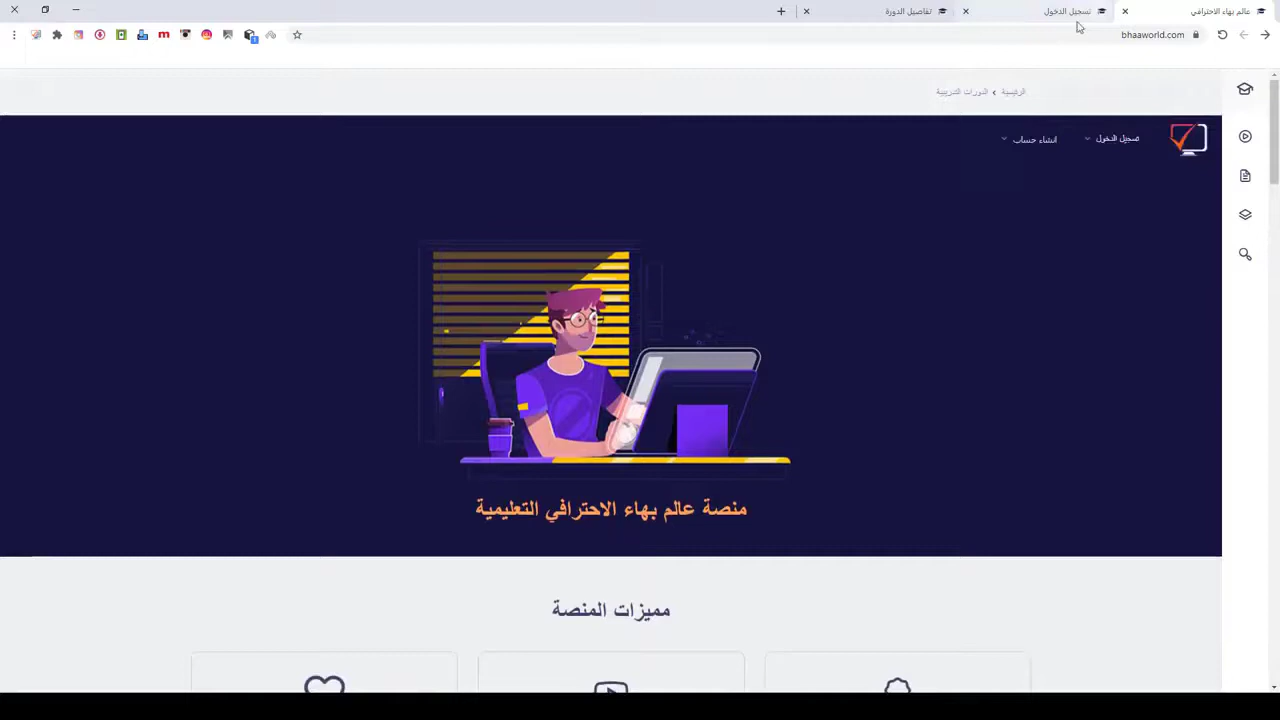 عالم بهاء الاحترافي
تسجيل الدخول
تفاصيل الدورة
bhaaworld.com
1
الرئيسية › الدورات التدريبية
تسجيل الدخول
انشاء حساب
منصة عالم بهاء الاحترافي التعليمية
مميزات المنصة